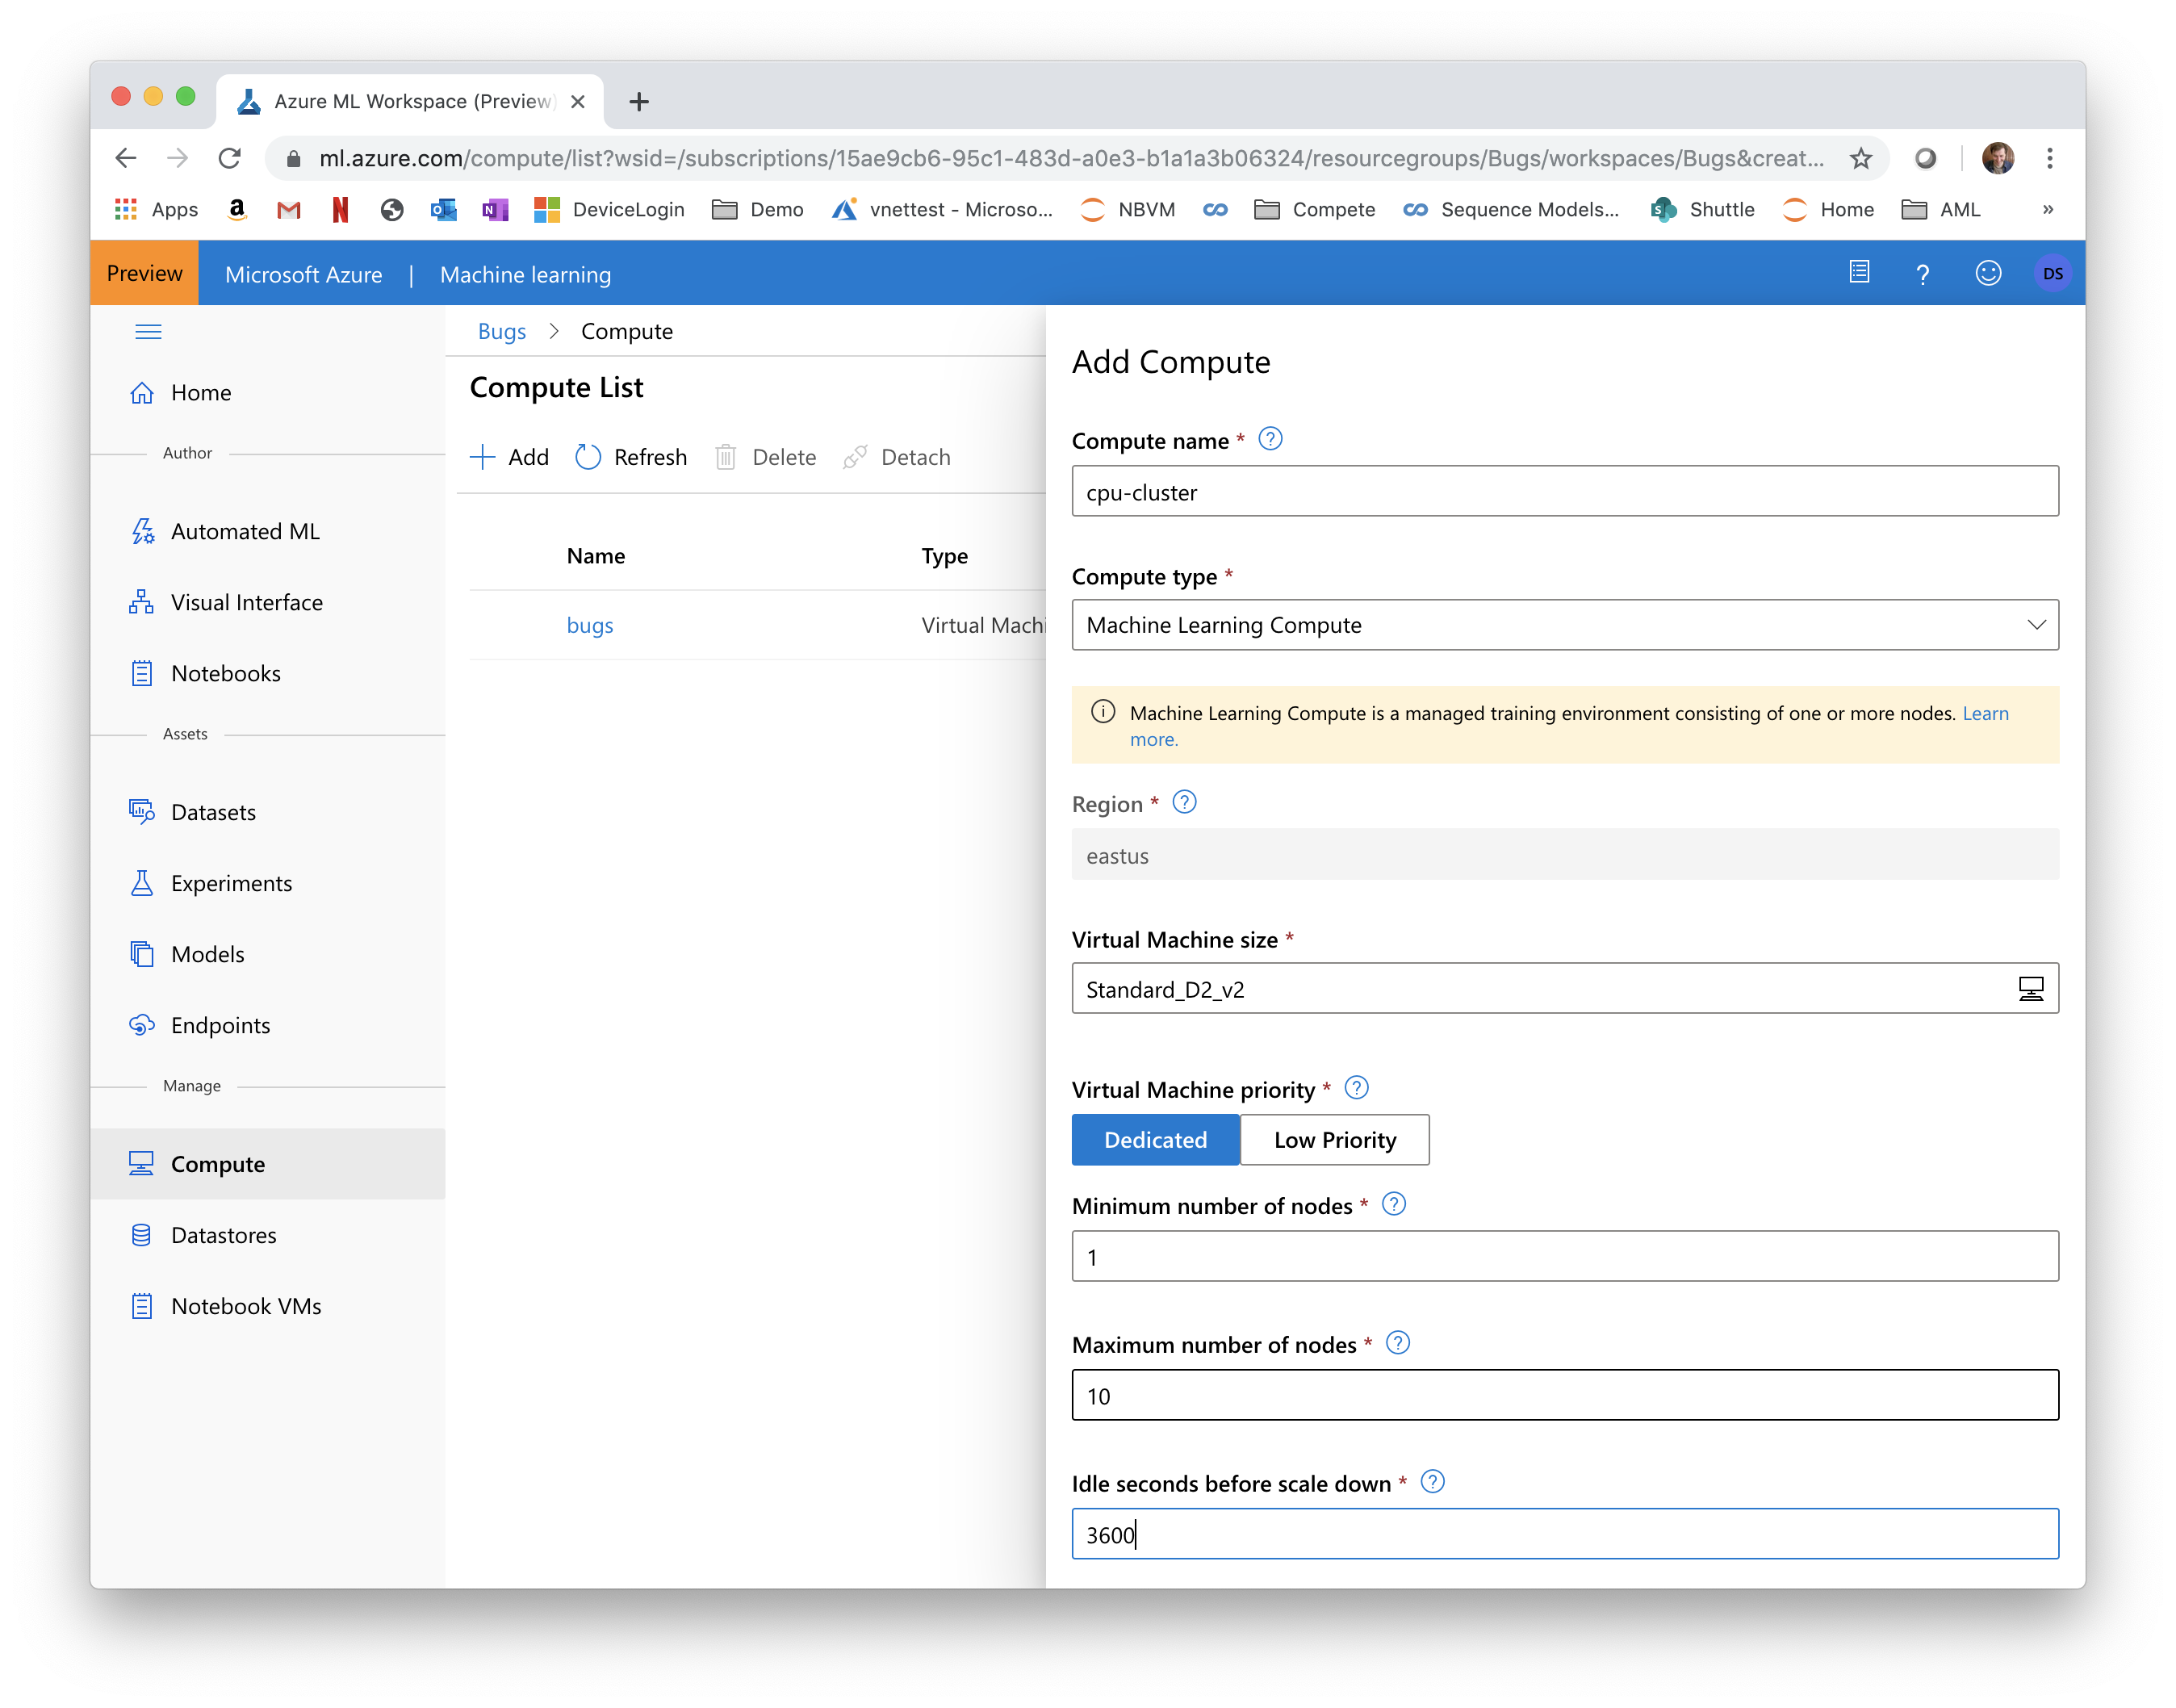 Azure ML Workspace (Preview)
ml.azure.com/compute/list?wsid=/subscriptions/15ae9cb6-95c1-483d-a0e3-b1a1a3b06324/resourcegroups/Bugs/workspaces/Bugs&creat...
Apps
DeviceLogin
Demo
vnettest - Microso...
NBVM
Compete
Sequence Models...
Shuttle
Home
AML
»
Preview
Microsoft Azure | Machine learning
?
DS
Home
Author
Automated ML
Visual Interface
Notebooks
Assets
Datasets
Experiments
Models
Endpoints
Manage
Compute
Datastores
Notebook VMs
Bugs > Compute
Compute List
Add Refresh Delete Detach
Name Type
bugs Virtual Machi
Add Compute
Compute name * ?
cpu-cluster
Compute type *
Machine Learning Compute
Machine Learning Compute is a managed training environment consisting of one or more nodes. Learn
more.
Region * ?
eastus
Virtual Machine size *
Standard_D2_v2
Virtual Machine priority * ?
Dedicated Low Priority
Minimum number of nodes * ?
1
Maximum number of nodes * ?
10
Idle seconds before scale down * ?
3600